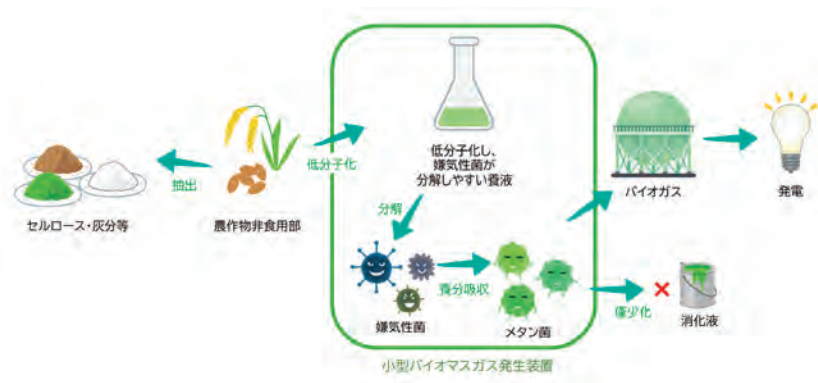 抽出
セルロース・灰分等
農作物非食用部
低分子化
低分子化し、
嫌気性菌が
分解しやすい養液
分解
嫌気性菌
養分吸収
メタン菌
バイオガス
発電
僅少化
消化液
小型バイオマスガス発生装置